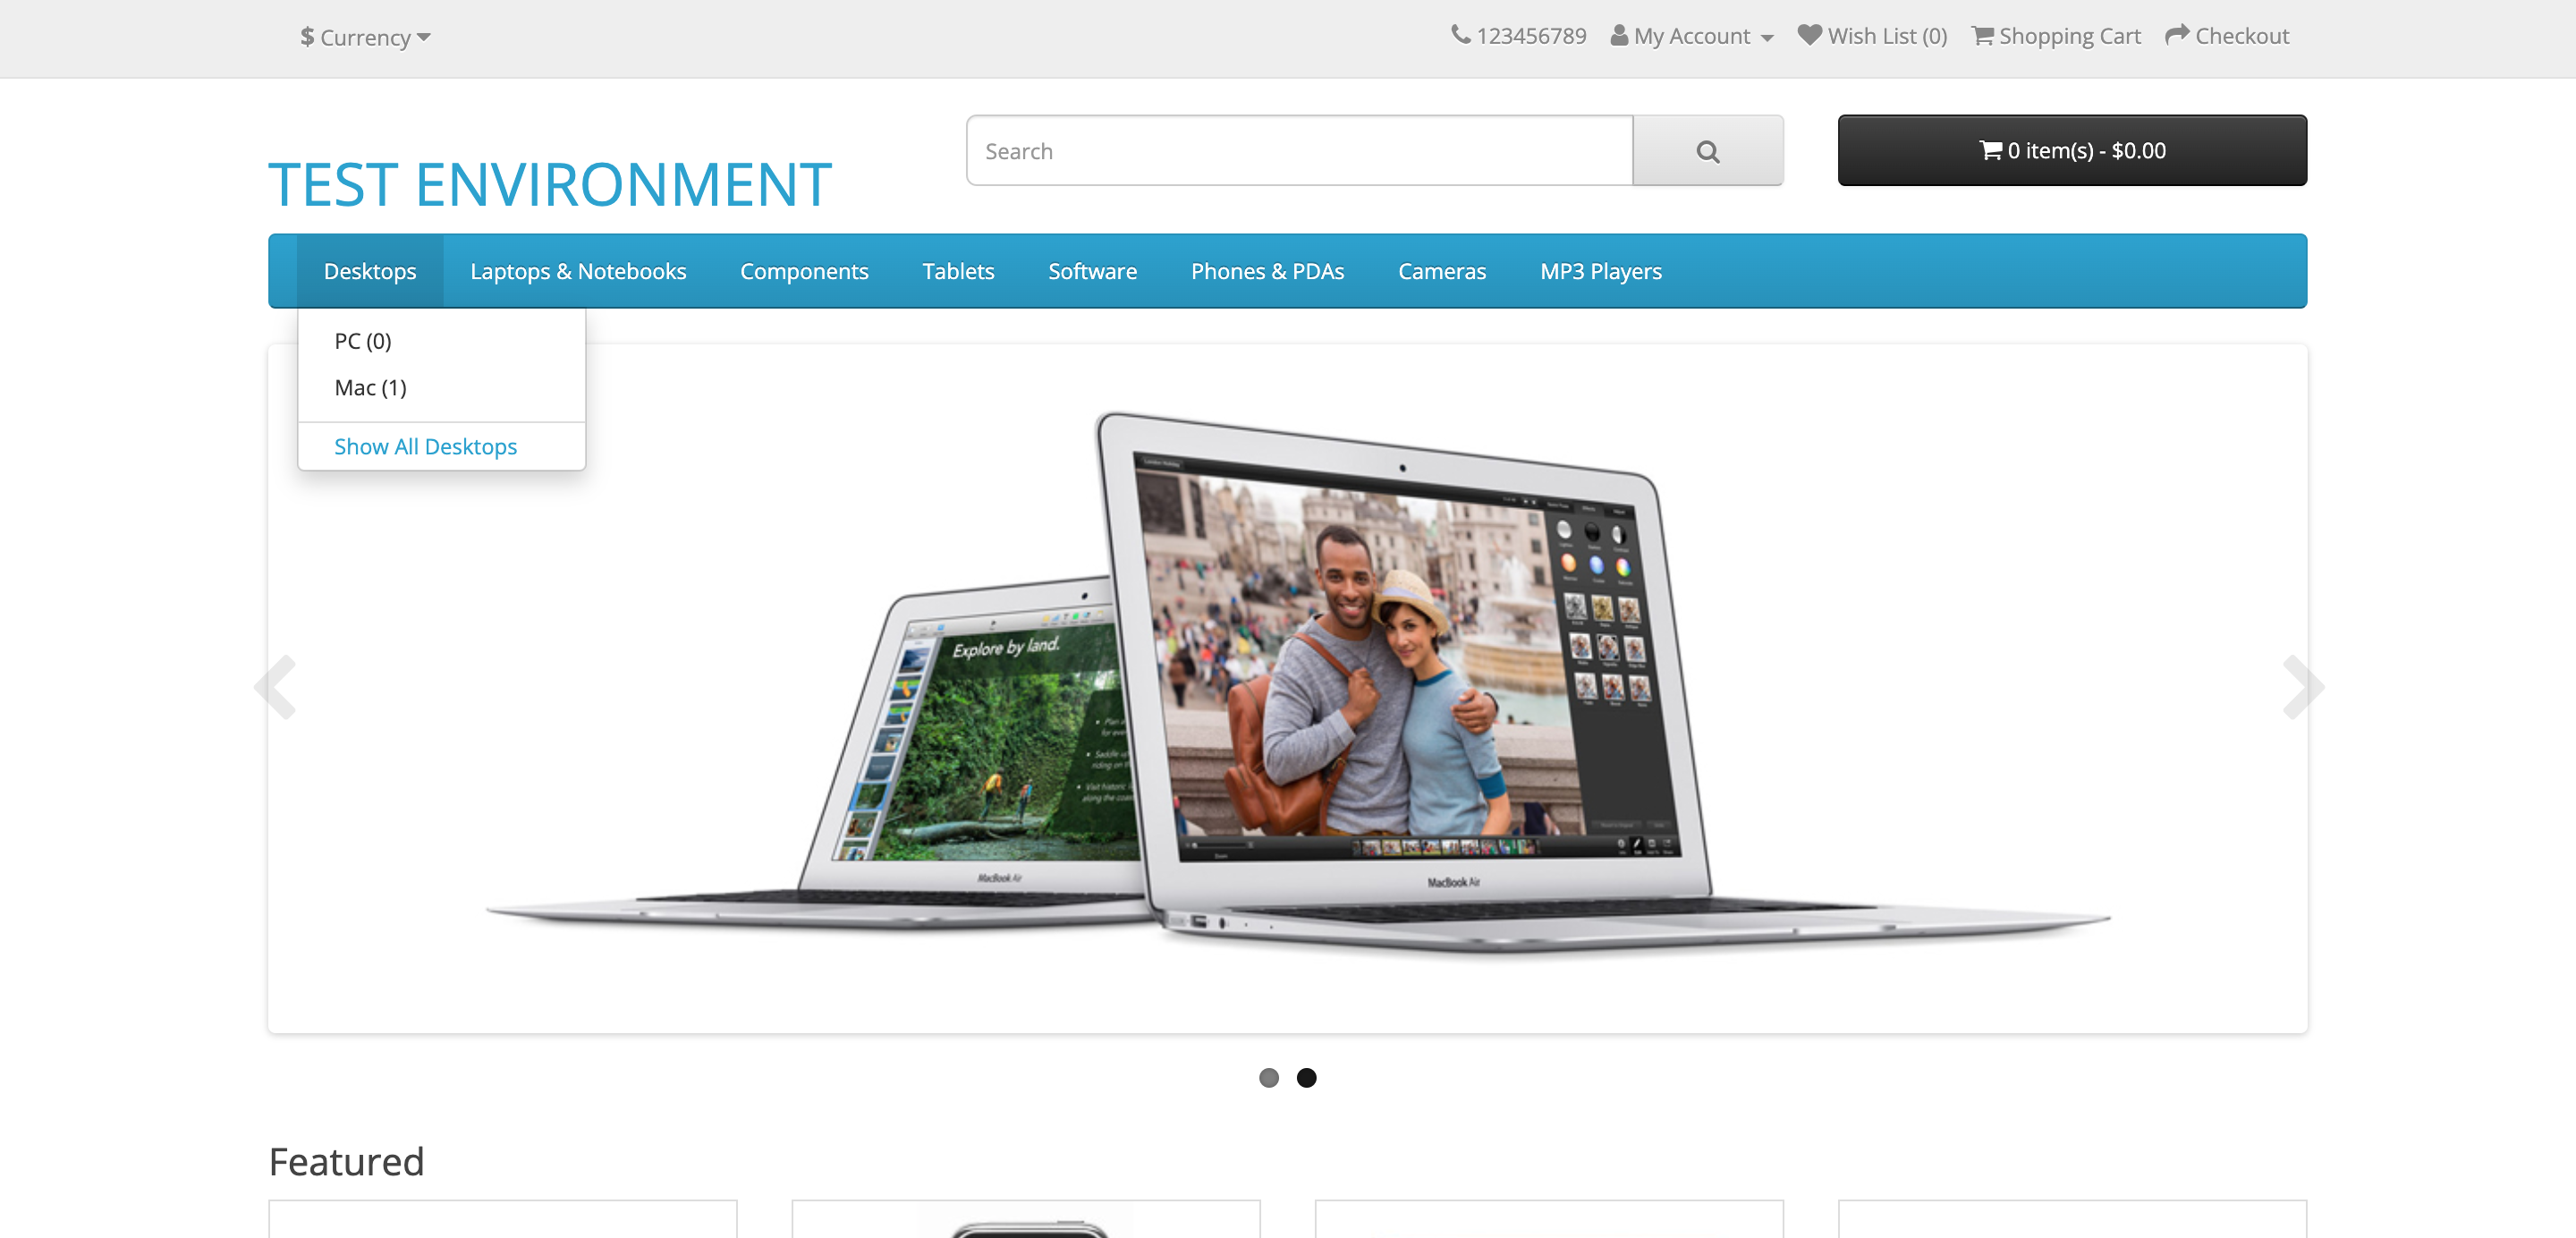 $ Currency
123456789 My Account Wish List (0) Shopping Cart Checkout
TEST ENVIRONMENT
Search
0 item(s) - $0.00
Desktops Laptops & Notebooks Components Tablets Software Phones & PDAs Cameras MP3 Players
PC (0)
Mac (1)
Show All Desktops
Explore by land.
MacBook Air
MacBook Air
Featured